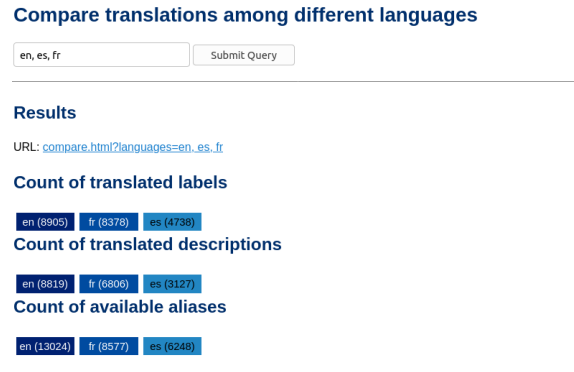 Compare translations among different languages
en, es, fr
Submit Query
Results
URL: compare.html?languages=en, es, fr
Count of translated labels
en (8905) fr (8378) es (4738)
Count of translated descriptions
en (8819) fr (6806) es (3127)
Count of available aliases
en (13024) fr (8577) es (6248)